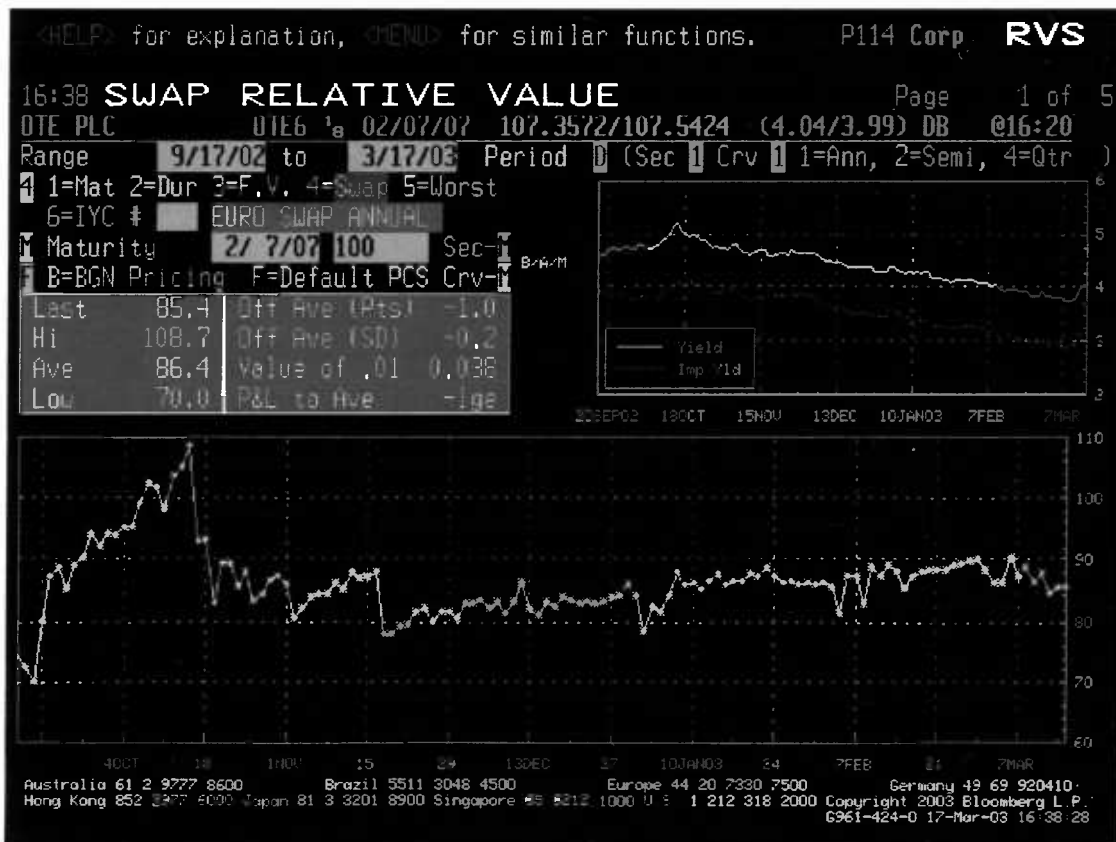 <HELP> for explanation, <MENU> for similar functions. P114 Corp RVS
16:38 SWAP RELATIVE VALUE Page 1 of 5
OTE PLC OTE6 1/8 02/07/07 107.3572/107.5424 (4.04/3.99) DB @16:20
Range 9/17/02 to 3/17/03 Period D (Sec 1 Crv 1 1=Ann, 2=Semi, 4=Qtr )
4 1=Mat 2=Dur 3=F.V. 4=Swap 5=Worst
6=IYC # EURO SWAP ANNUAL
M Maturity 2/ 7/07 100 Sec-M
B=BGN Pricing F=Default PCS Crv-M
B/A/M
Last 85.4 Off Ave (Pts) -1.0
Hi 108.7 Off Ave (SD) -0.2
Ave 86.4 Value of .01 0.038
Low 70.0 P&L to Ave -1ge
6
5
4
3
2
Yield
Imp Yld
SEP02 18OCT 15NOV 13DEC 10JAN03 7FEB 7MAR
110
100
90
80
70
60
4OCT 18 1NOV 15 29 13DEC 27 10JAN03 24 7FEB 21 7MAR
Australia 61 2 9777 8600 Brazil 5511 3048 4500 Europe 44 20 7330 7500 Germany 49 69 920410
Hong Kong 852 2977 6000 Japan 81 3 3201 8900 Singapore 1000 U.S. 1 212 318 2000 Copyright 2003 Bloomberg L.P.
G961-424-0 17-Mar-03 16:38:28